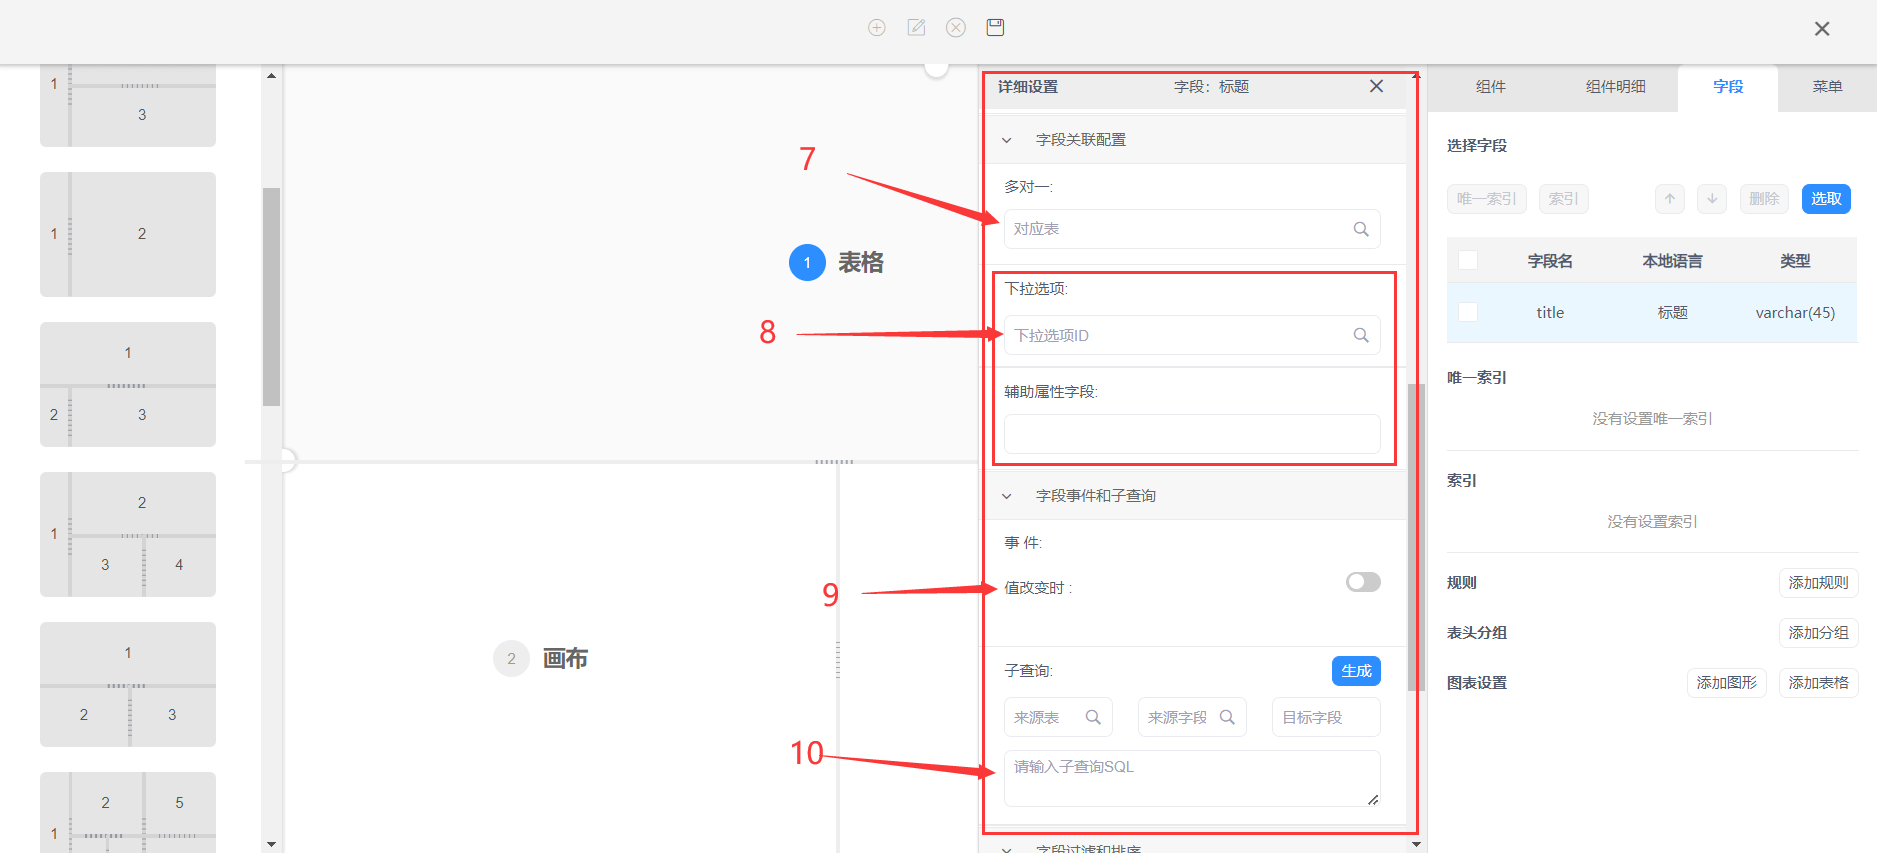 1
3
1
2
1
2
3
2
1
3
4
1
2
3
2
5
1
1 表格
2 画布
7
8
9
10
详细设置 字段：标题
字段关联配置
多对一:
对应表
下拉选项:
下拉选项ID
辅助属性字段:
字段事件和子查询
事 件:
值改变时 :
子查询: 生成
来源表 来源字段 目标字段
请输入子查询SQL
字段过滤和排序
组件 组件明细 字段 菜单
选择字段
唯一索引 索引 删除 选取
字段名 本地语言 类型
title 标题 varchar(45)
唯一索引
没有设置唯一索引
索引
没有设置索引
规则 添加规则
表头分组 添加分组
图表设置 添加图形 添加表格